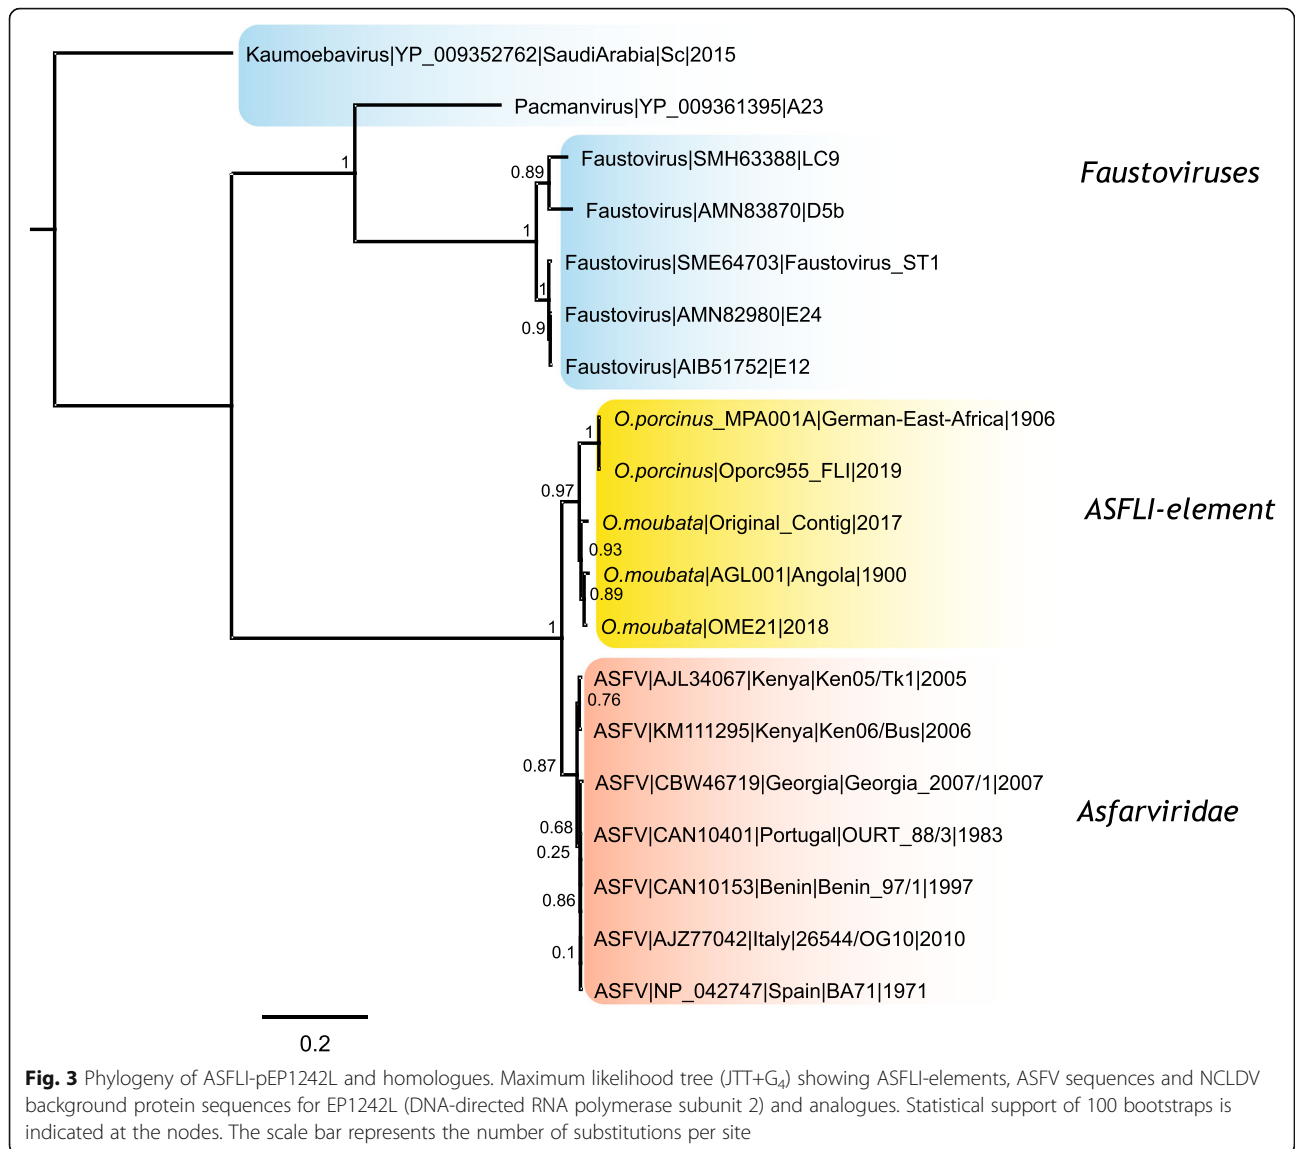 Kaumoebavirus|YP_009352762|SaudiArabia|Sc|2015
Pacmanvirus|YP_009361395|A23
1
Faustovirus|SMH63388|LC9
0.89
Faustoviruses
Faustovirus|AMN83870|D5b
1
Faustovirus|SME64703|Faustovirus_ST1
1
Faustovirus|AMN82980|E24
0.9
Faustovirus|AIB51752|E12
O.porcinus_MPA001A|German-East-Africa|1906
1
O.porcinus|Oporc955_FLI|2019
0.97
ASFLI-element
O.moubata|Original_Contig|2017
0.93
O.moubata|AGL001|Angola|1900
0.89
O.moubata|OME21|2018
1
ASFV|AJL34067|Kenya|Ken05/Tk1|2005
0.76
ASFV|KM111295|Kenya|Ken06/Bus|2006
0.87
ASFV|CBW46719|Georgia|Georgia_2007/1|2007
Asfarviridae
0.68
ASFV|CAN10401|Portugal|OURT_88/3|1983
0.25
ASFV|CAN10153|Benin|Benin_97/1|1997
0.86
ASFV|AJZ77042|Italy|26544/OG10|2010
0.1
ASFV|NP_042747|Spain|BA71|1971
0.2
Fig. 3 Phylogeny of ASFLI-pEP1242L and homologues. Maximum likelihood tree (JTT+G4) showing ASFLI-elements, ASFV sequences and NCLDV
background protein sequences for EP1242L (DNA-directed RNA polymerase subunit 2) and analogues. Statistical support of 100 bootstraps is
indicated at the nodes. The scale bar represents the number of substitutions per site